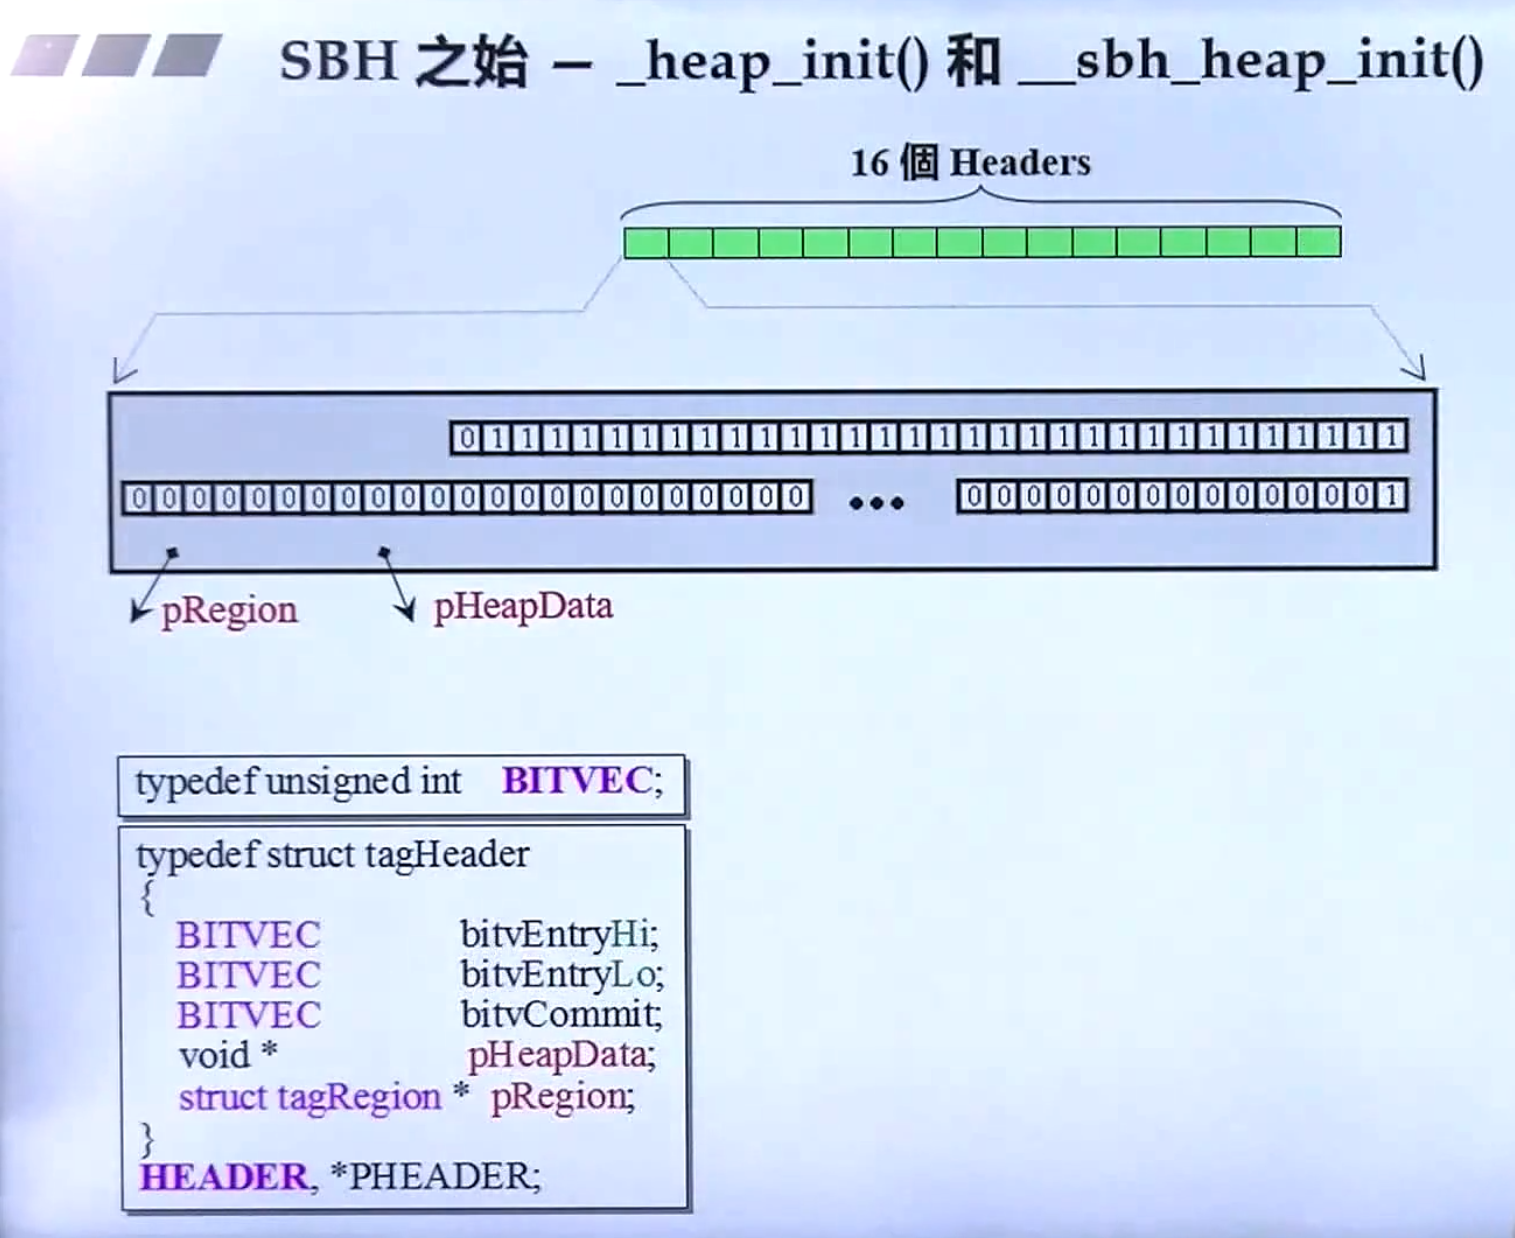 SBH 之始 – _heap_init() 和 __sbh_heap_init()
16 個 Headers
0 1 1 1 1 1 1 1 1 1 1 1 1 1 1 1 1 1 1 1 1 1 1 1 1 1 1 1 1 1 1 1
0 0 0 0 0 0 0 0 0 0 0 0 0 0 0 0 0 0 0 0 0 0 0 ••• 0 0 0 0 0 0 0 0 0 0 0 0 0 0 1
pRegion pHeapData
typedef unsigned int BITVEC;
typedef struct tagHeader
{
BITVEC bitvEntryHi;
BITVEC bitvEntryLo;
BITVEC bitvCommit;
void * pHeapData;
struct tagRegion * pRegion;
}
HEADER, *PHEADER;